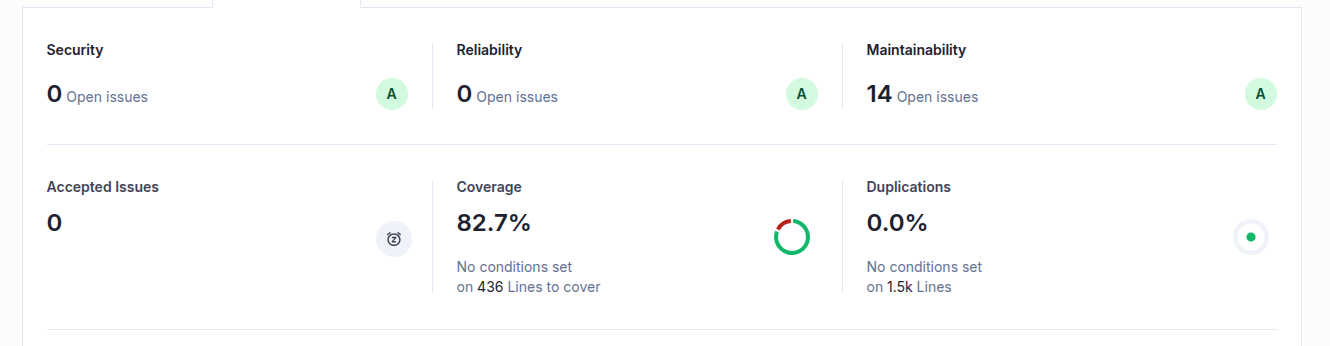 Security
0 Open issues
A
Reliability
0 Open issues
A
Maintainability
14 Open issues
A
Accepted Issues
0
Coverage
82.7%
No conditions set
on 436 Lines to cover
Duplications
0.0%
No conditions set
on 1.5k Lines